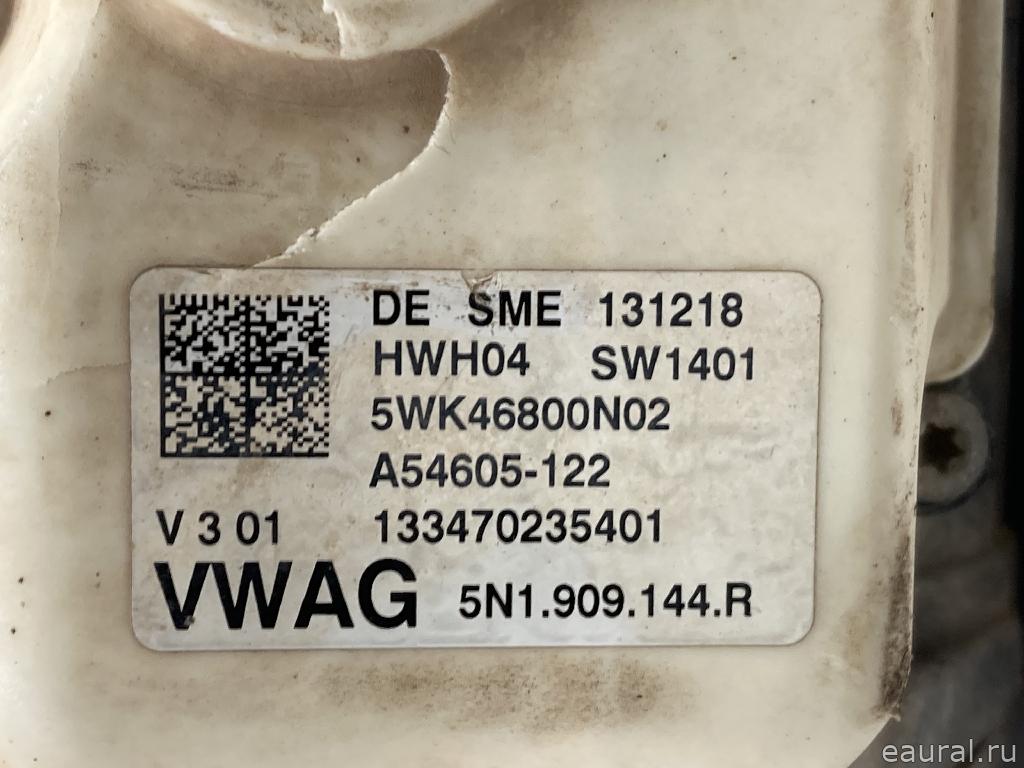 DE SME 131218
HWH04 SW1401
5WK46800N02
A54605-122
V 3 01 133470235401
VWAG 5N1.909.144.R
eaural.ru